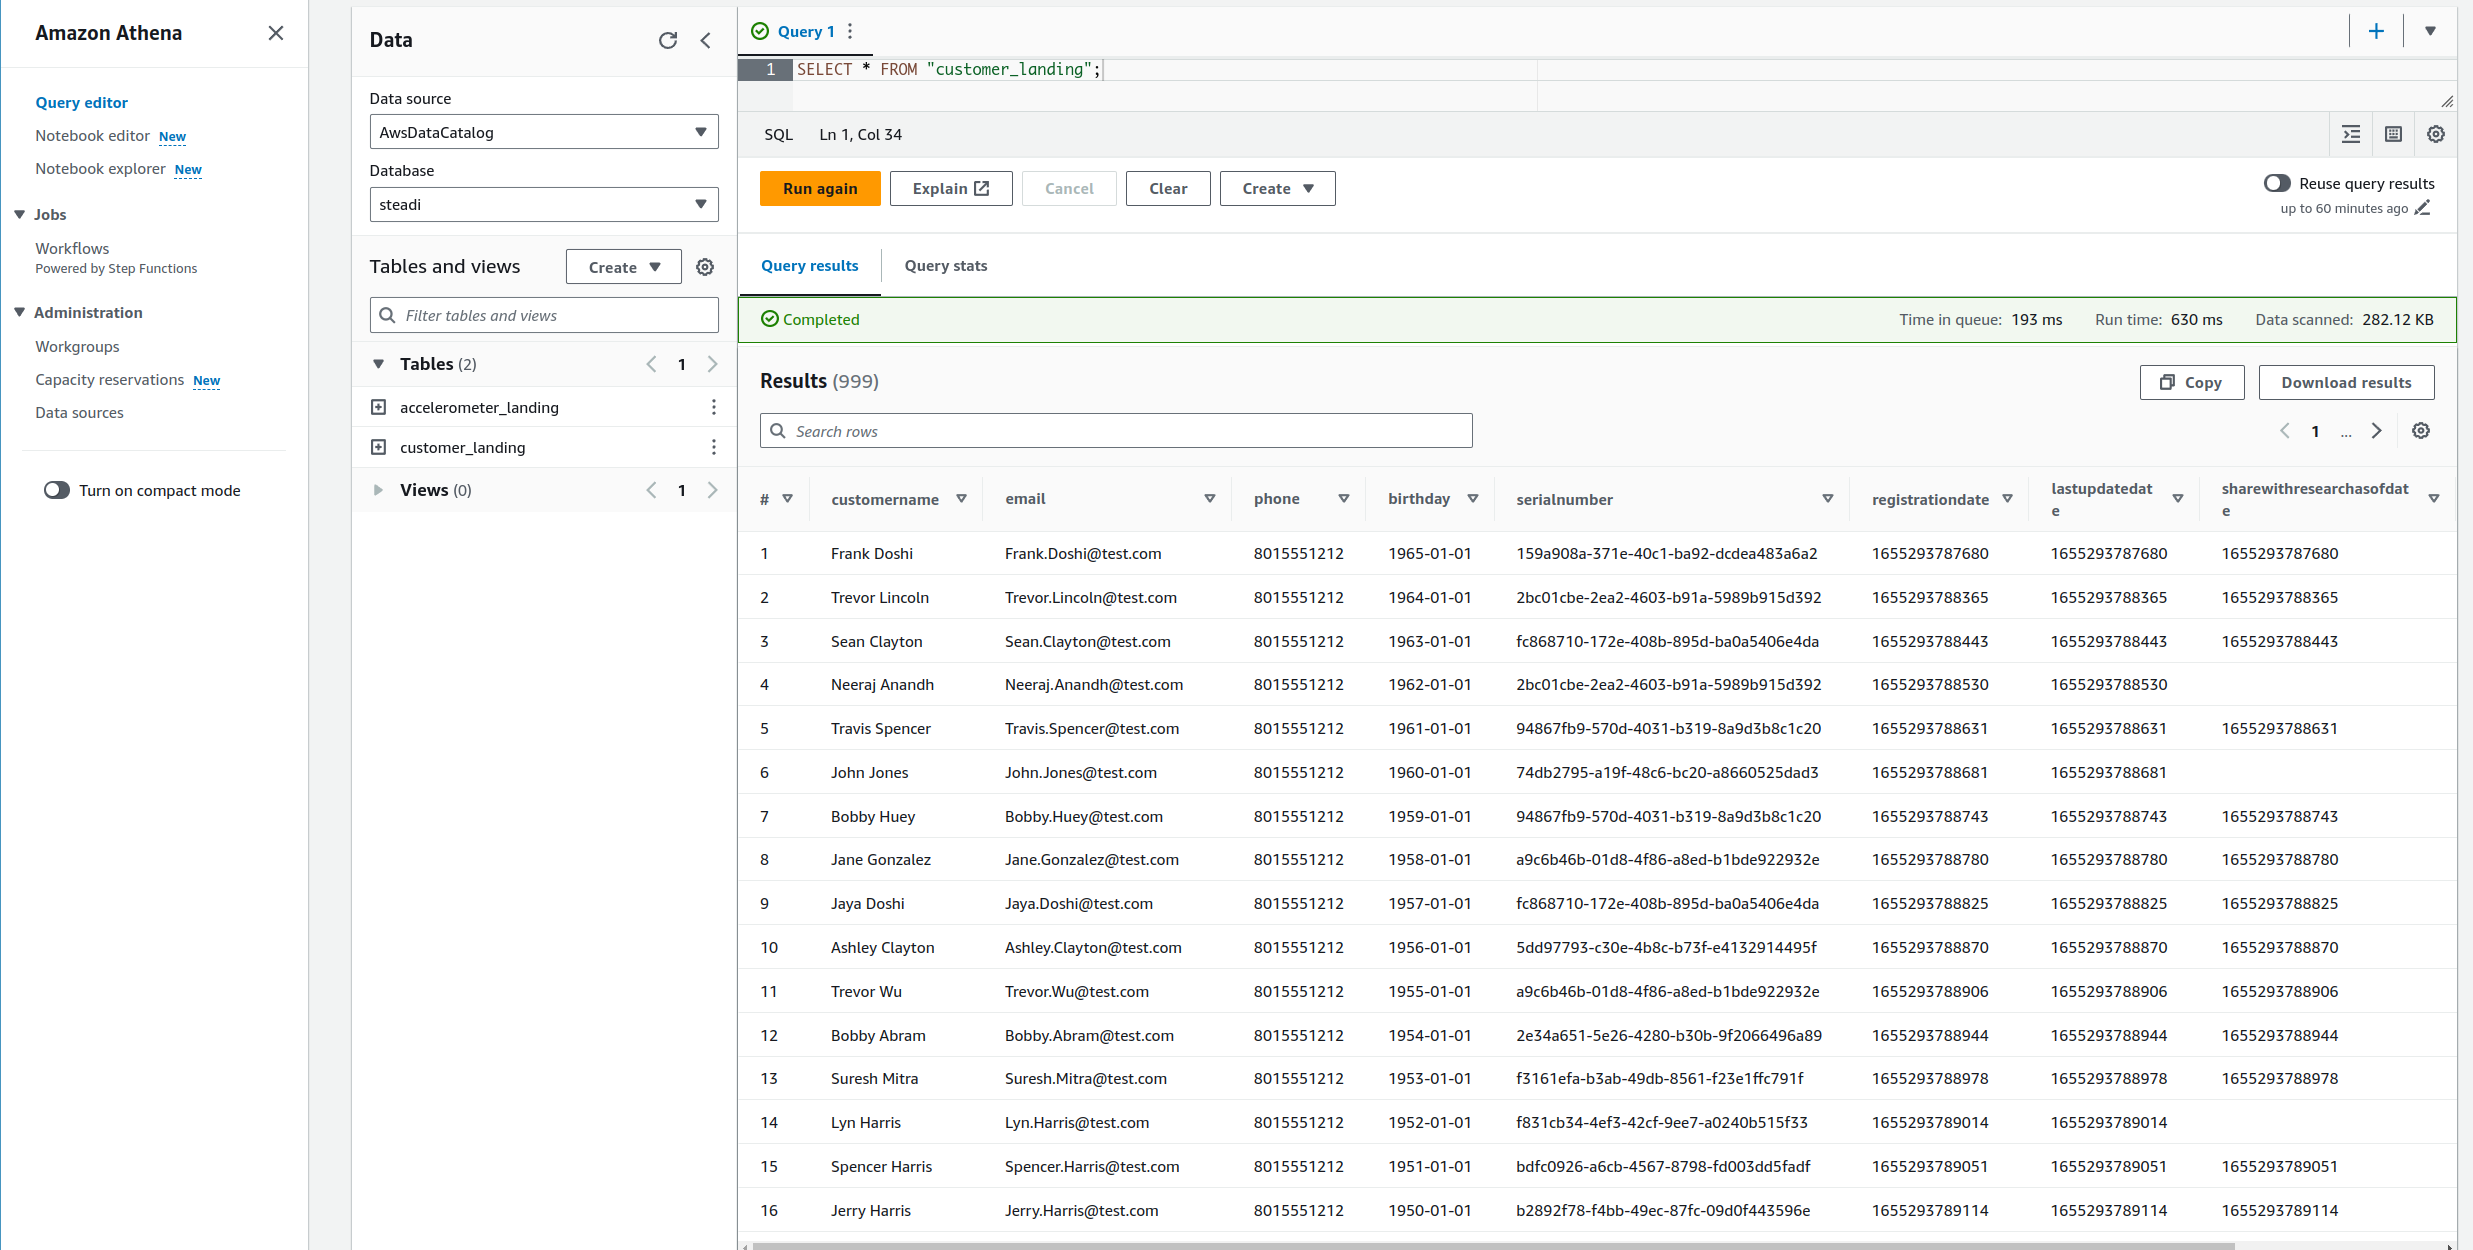 Amazon Athena
Query editor
Notebook editor New
Notebook explorer New
Jobs
Workflows
Powered by Step Functions
Administration
Workgroups
Capacity reservations New
Data sources
Turn on compact mode
Data
Data source
AwsDataCatalog
Database
steadi
Tables and views Create
Filter tables and views
Tables (2) 1
accelerometer_landing
customer_landing
Views (0) 1
Query 1
1 SELECT * FROM "customer_landing";
SQL Ln 1, Col 34
Run again Explain Cancel Clear Create
Reuse query results
up to 60 minutes ago
Query results Query stats
Completed Time in queue: 193 ms Run time: 630 ms Data scanned: 282.12 KB
Results (999) Copy Download results
Search rows 1 ...
# customername email phone birthday serialnumber registrationdate lastupdatedat
e sharewithresearchasofdat
e
1 Frank Doshi Frank.Doshi@test.com 8015551212 1965-01-01 159a908a-371e-40c1-ba92-dcdea483a6a2 1655293787680 1655293787680 1655293787680
2 Trevor Lincoln Trevor.Lincoln@test.com 8015551212 1964-01-01 2bc01cbe-2ea2-4603-b91a-5989b915d392 1655293788365 1655293788365 1655293788365
3 Sean Clayton Sean.Clayton@test.com 8015551212 1963-01-01 fc868710-172e-408b-895d-ba0a5406e4da 1655293788443 1655293788443 1655293788443
4 Neeraj Anandh Neeraj.Anandh@test.com 8015551212 1962-01-01 2bc01cbe-2ea2-4603-b91a-5989b915d392 1655293788530 1655293788530
5 Travis Spencer Travis.Spencer@test.com 8015551212 1961-01-01 94867fb9-570d-4031-b319-8a9d3b8c1c20 1655293788631 1655293788631 1655293788631
6 John Jones John.Jones@test.com 8015551212 1960-01-01 74db2795-a19f-48c6-bc20-a8660525dad3 1655293788681 1655293788681
7 Bobby Huey Bobby.Huey@test.com 8015551212 1959-01-01 94867fb9-570d-4031-b319-8a9d3b8c1c20 1655293788743 1655293788743 1655293788743
8 Jane Gonzalez Jane.Gonzalez@test.com 8015551212 1958-01-01 a9c6b46b-01d8-4f86-a8ed-b1bde922932e 1655293788780 1655293788780 1655293788780
9 Jaya Doshi Jaya.Doshi@test.com 8015551212 1957-01-01 fc868710-172e-408b-895d-ba0a5406e4da 1655293788825 1655293788825 1655293788825
10 Ashley Clayton Ashley.Clayton@test.com 8015551212 1956-01-01 5dd97793-c30e-4b8c-b73f-e4132914495f 1655293788870 1655293788870 1655293788870
11 Trevor Wu Trevor.Wu@test.com 8015551212 1955-01-01 a9c6b46b-01d8-4f86-a8ed-b1bde922932e 1655293788906 1655293788906 1655293788906
12 Bobby Abram Bobby.Abram@test.com 8015551212 1954-01-01 2e34a651-5e26-4280-b30b-9f2066496a89 1655293788944 1655293788944 1655293788944
13 Suresh Mitra Suresh.Mitra@test.com 8015551212 1953-01-01 f3161efa-b3ab-49db-8561-f23e1ffc791f 1655293788978 1655293788978 1655293788978
14 Lyn Harris Lyn.Harris@test.com 8015551212 1952-01-01 f831cb34-4ef3-42cf-9ee7-a0240b515f33 1655293789014 1655293789014
15 Spencer Harris Spencer.Harris@test.com 8015551212 1951-01-01 bdfc0926-a6cb-4567-8798-fd003dd5fadf 1655293789051 1655293789051 1655293789051
16 Jerry Harris Jerry.Harris@test.com 8015551212 1950-01-01 b2892f78-f4bb-49ec-87fc-09d0f443596e 1655293789114 1655293789114 1655293789114